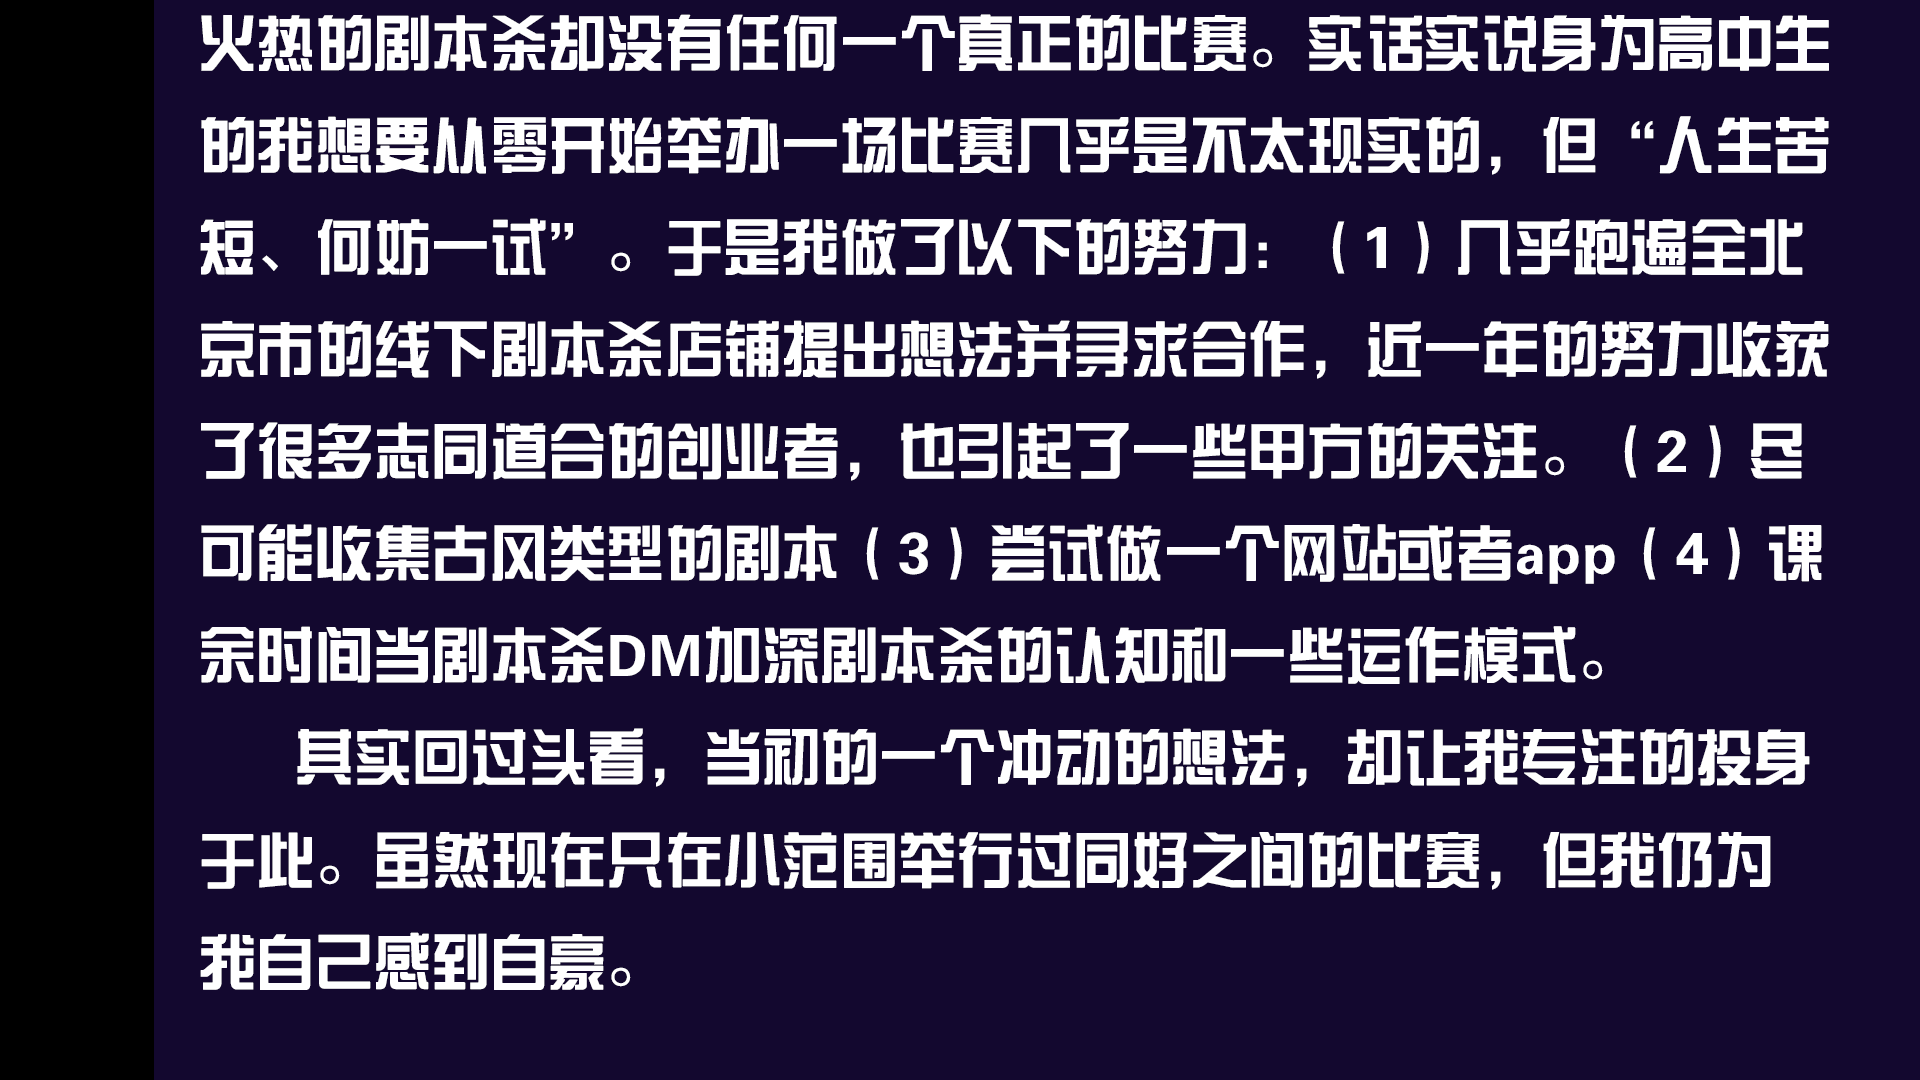 火热的剧本杀却没有任何一个真正的比赛。实话实说身为高中生
的我想要从零开始举办一场比赛几乎是不太现实的，但“人生苦
短、何妨一试”。于是我做了以下的努力：（1）几乎跑遍全北
京市的线下剧本杀店铺提出想法并寻求合作，近一年的努力收获
了很多志同道合的创业者，也引起了一些甲方的关注。（2）尽
可能收集古风类型的剧本（3）尝试做一个网站或者app（4）课
余时间当剧本杀DM加深剧本杀的认知和一些运作模式。
其实回过头看，当初的一个冲动的想法，却让我专注的投身
于此。虽然现在只在小范围举行过同好之间的比赛，但我仍为
我自己感到自豪。